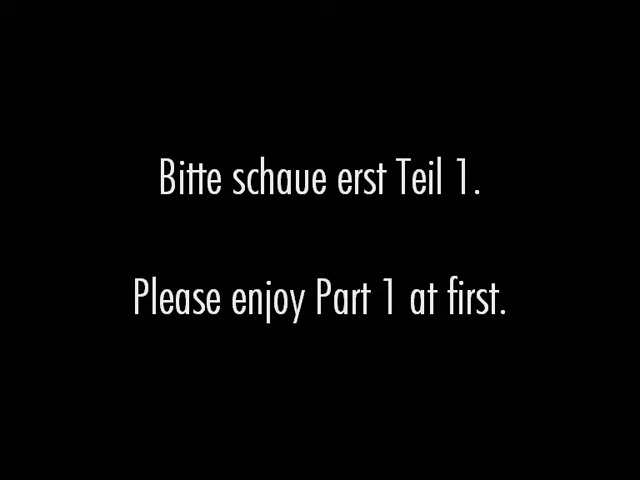 Bitte schaue erst Teil 1.
Please enjoy Part 1 at first.